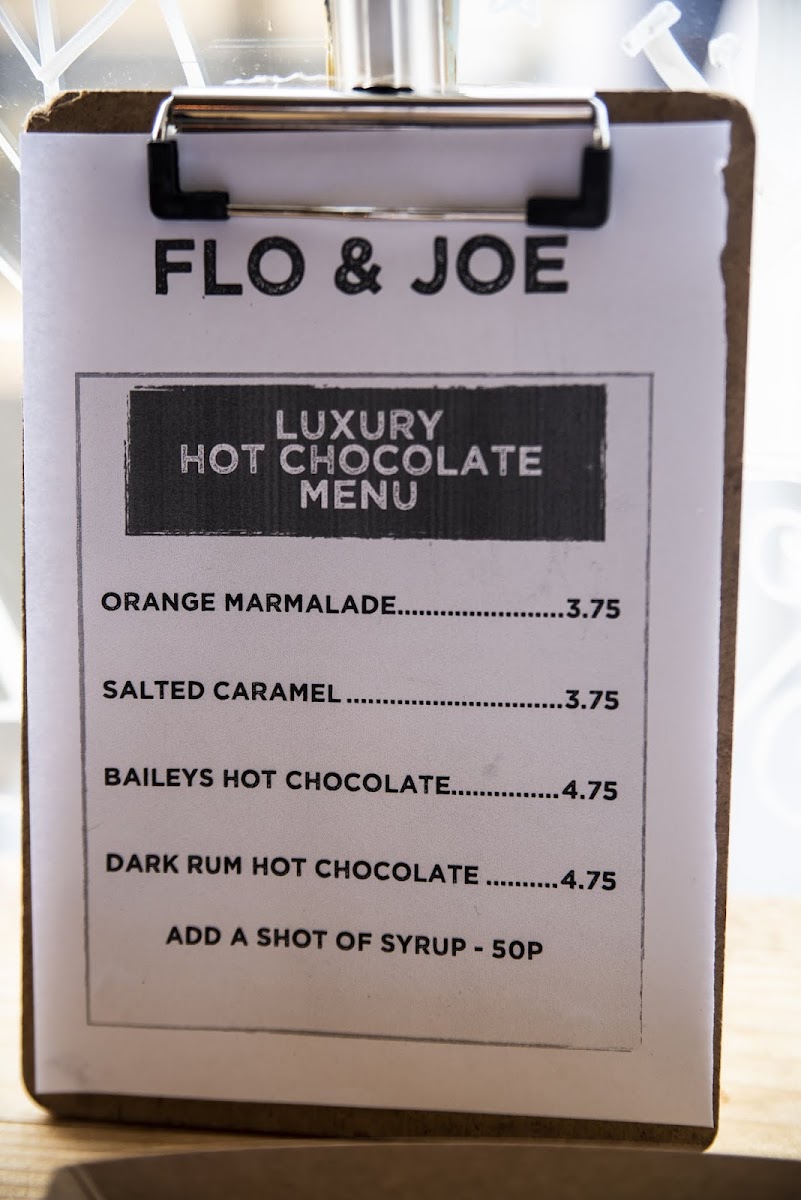 FLO & JOE
LUXURY
HOT CHOCOLATE
MENU
ORANGE MARMALADE.......................3.75
SALTED CARAMEL ..............................3.75
BAILEYS HOT CHOCOLATE...............4.75
DARK RUM HOT CHOCOLATE ..........4.75
ADD A SHOT OF SYRUP - 50P